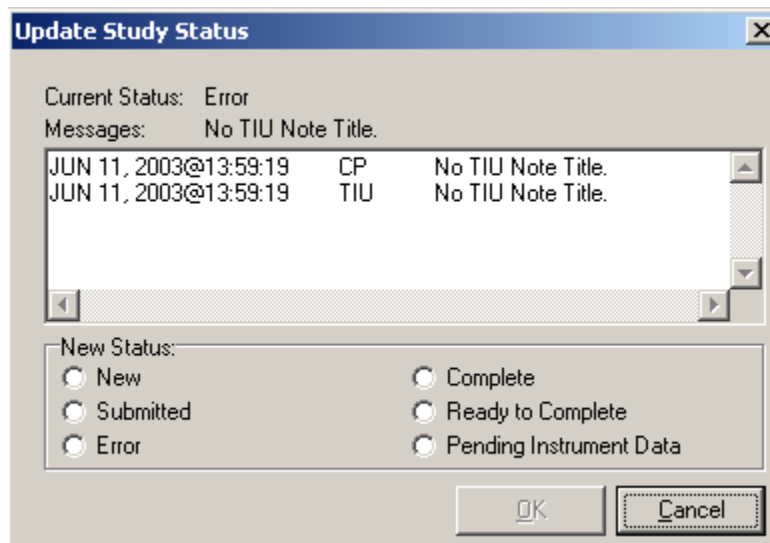 Update Study Status
Current Status: Error
Messages: No TIU Note Title.
JUN 11, 2003@13:59:19 CP No TIU Note Title.
JUN 11, 2003@13:59:19 TIU No TIU Note Title.
New Status:
New Complete
Submitted Ready to Complete
Error Pending Instrument Data
OK Cancel